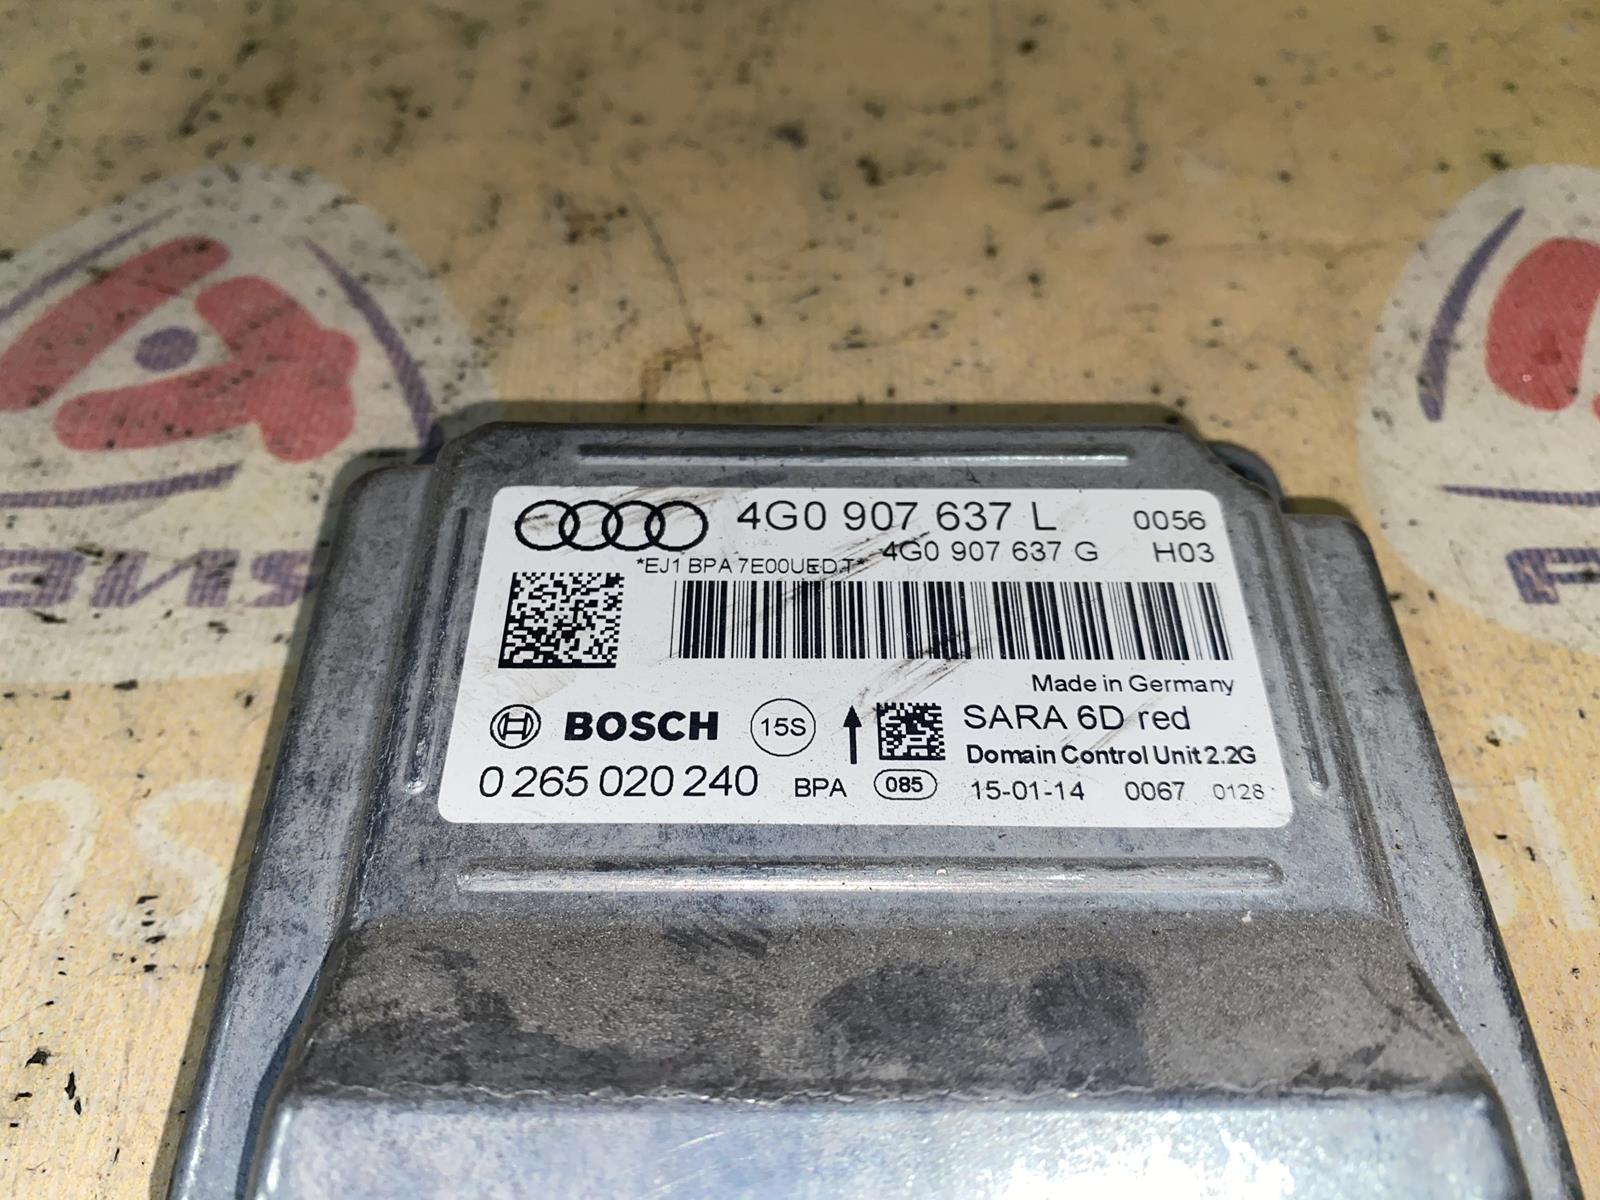 4G0 907 637 L 0056
4G0 907 637 G H03
*EJ1 BPA 7E00UEDT*
Made in Germany
BOSCH 15S SARA 6D red
Domain Control Unit 2.2G
0 265 020 240 BPA 085 15-01-14 0067 0128